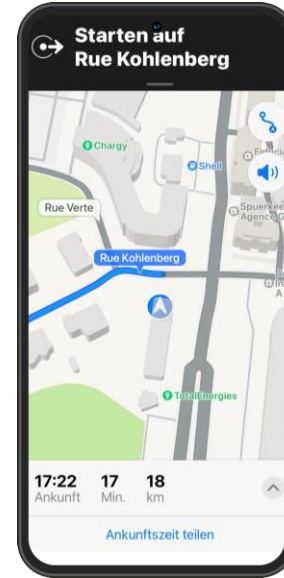 Starten auf
Rue Kohlenberg
Chargy
Shell
Rue Verte
Rue Kohlenberg
TotalEnergies
17:22 17 18
Ankunft Min. km
Ankunftszeit teilen